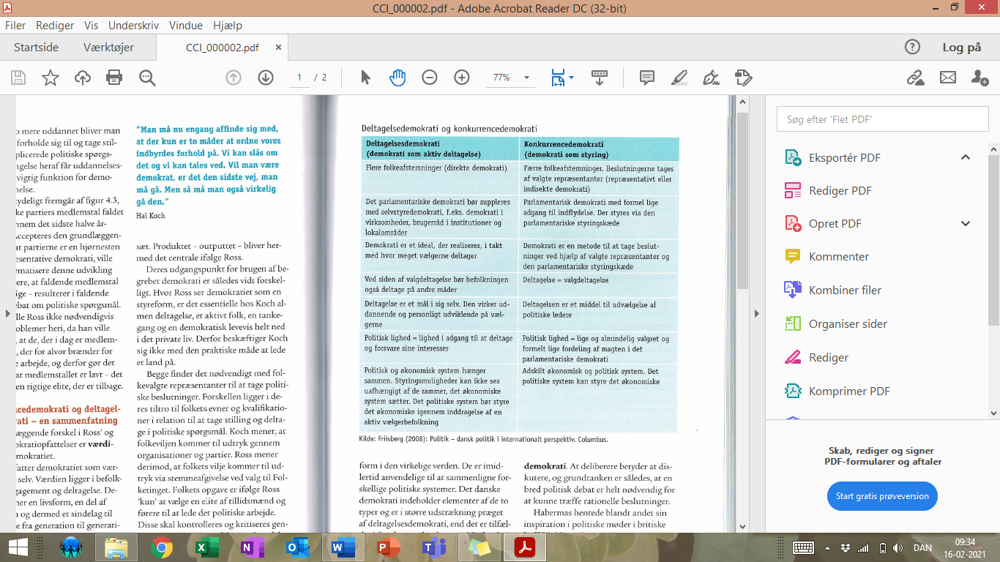 CCI_000002.pdf - Adobe Acrobat Reader DC (32-bit)
Filer Rediger Vis Underskriv Vindue Hjælp
Startside Værktøjer CCI_000002.pdf × Log på
1 / 2 77%
mere uddannet bliver man
forholde sig til og tage stil-
plicerede politiske spørgs-
ngelse heraf får uddannelses-
vigtig funktion for demo-
nelse.
tydeligt fremgår af figur 4.3,
ke partiers medlemstal faldet
nnem det sidste halve år-
Accepteres den grundlæggen-
at partierne er en hjørnesten
esentative demokrati, ville
ematisere denne udvikling
ere, at faldende medlemstal
ige – resulterer i faldende
ebat om politiske spørgsmål.
lle Ross ikke nødvendigvis
oblemer heri, da han ville
, at de, der i dag er medlem-
, der for alvor brænder for
e arbejde, og derfor gør det
at medlemstallet er lavt – det
en rigtige elite, der er tilbage.
ncedemokrati og deltagel-
rati – en sammenfatning
æggende forskel i Ross’ og
okratiopfattelser er værdi-
mokratiet.
fatter demokratiet som vær-
selv. Værdien ligger i befolk-
gagement og deltagelse. De-
ner en livsform, en del af
og dermed et sindelag til
e fra generation til generati-
”Man må nu engang affinde sig med,
at der kun er to måder at ordne vores
indbyrdes forhold på. Vi kan slås om
det og vi kan tales ved. Vil man være
demokrat, er det den sidste vej, man
må gå. Men så må man også virkelig
gå den.”
Hal Koch
sæt. Produktet – outputtet – bliver her-
med det centrale ifølge Ross.
Deres udgangspunkt for brugen af be-
grebet demokrati er således vidt forskel-
ligt. Hvor Ross ser demokratiet som en
styreform, er det essentielle hos Koch al-
men deltagelse, et aktivt folk, en tanke-
gang og en demokratisk levevis helt ned
i det private liv. Derfor beskæftiger Koch
sig ikke med den praktiske måde at lede
et land på.
Begge finder det nødvendigt med fol-
kevalgte repræsentanter til at tage politi-
ske beslutninger. Forskellen ligger i de-
res tiltro til folkets evner og kvalifikatio-
ner i relation til at tage stilling og delta-
ge i politiske spørgsmål. Koch mener, at
folkeviljen kommer til udtryk gennem
organisationer og partier. Ross mener
derimod, at folkets vilje kommer til ud-
tryk via stemmeafgivelse ved valg til Fol-
ketinget. Folkets opgave er ifølge Ross
’kun’ at vælge en elite af tillidsmænd og
førere til at lede det politiske arbejde.
Disse skal kontrolleres og kritiseres gen-
Deltagelsedemokrati og konkurrencedemokrati
Deltagelsesdemokrati
(demokrati som aktiv deltagelse)
Konkurrencedemokrati
(demokrati som styring)
Flere folkeafstemninger (direkte demokrati)
Færre folkeafstemninger. Beslutningerne tages
af valgte repræsentanter (repræsentativt eller
indirekte demokrati)
Det parlamentariske demokrati bør suppleres
med selvstyredemokrati, f.eks. demokrati i
virksomheder, brugerråd i institutioner og
lokalområder
Parlamentarisk demokrati med formel lige
adgang til indflydelse. Der styres via den
parlamentariske styringskæde
Demokrati er et ideal, der realiseres, i takt
med hvor meget vælgerne deltager
Demokrati er en metode til at tage beslut-
ninger ved hjælp af valgte repræsentanter og
den parlamentariske styringskæde
Ved siden af valgdeltagelse bør befolkningen
også deltage på andre måder
Deltagelse = valgdeltagelse
Deltagelse er et mål i sig selv. Den virker ud-
dannende og personligt udviklende på væl-
gerne
Deltagelsen er et middel til udvælgelse af
politiske ledere
Politisk lighed = lighed i adgang til at deltage
og forsvare sine interesser
Politisk lighed = lige og almindelig valgret og
formelt lige fordeling af magten i det
parlamentariske demokrati
Politisk og økonomisk system hænger
sammen. Styringsmuligheder kan ikke ses
uafhængigt af de rammer, det økonomiske
system sætter. Det politiske system bør styre
det økonomiske igennem inddragelse af en
aktiv vælgerbefolkning
Adskilt økonomisk og politisk system. Det
politiske system kan styre det økonomiske
Kilde: Friisberg (2008): Politik – dansk politik i internationalt perspektiv. Columbus.
form i den virkelige verden. De er imid-
lertid anvendelige til at sammenligne for-
skellige politiske systemer. Det danske
demokrati indeholder elementer af de to
typer og er i større udstrækning præget
af deltagelsesdemokrati, end det er tilfæl-
demokrati. At deliberere betyder at dis-
kutere, og grundtanken er således, at en
bred politisk debat er helt nødvendig for
at kunne træffe rationelle beslutninger.
Habermas hentede blandt andet sin
inspiration i politiske møder i britiske
Søg efter 'Flet PDF'
Eksportér PDF
Rediger PDF
Opret PDF
Kommenter
Kombiner filer
Organiser sider
Rediger
Komprimer PDF
Skab, rediger og signer
PDF-formularer og aftaler
Start gratis prøveversion
DAN
09:34
16-02-2021